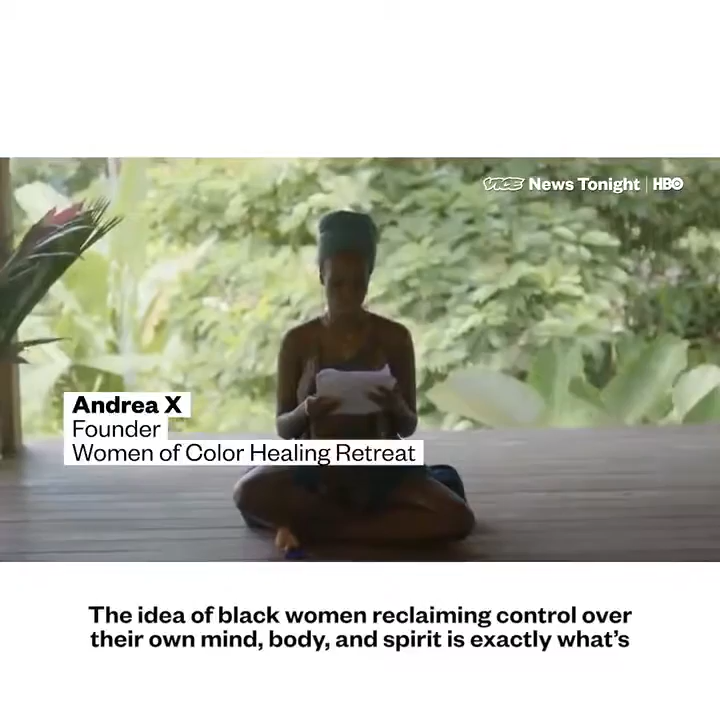 VICE News Tonight | HBO
Andrea X
Founder
Women of Color Healing Retreat
The idea of black women reclaiming control over
their own mind, body, and spirit is exactly what's